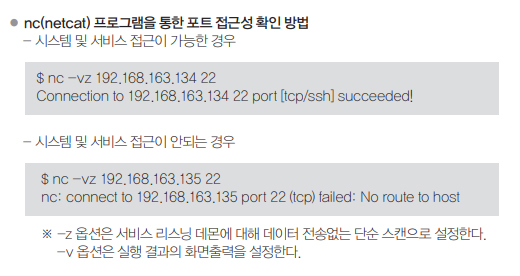 ● nc(netcat) 프로그램을 통한 포트 접근성 확인 방법
– 시스템 및 서비스 접근이 가능한 경우
$ nc –vz 192.168.163.134 22
Connection to 192.168.163.134 22 port [tcp/ssh] succeeded!
– 시스템 및 서비스 접근이 안되는 경우
$ nc –vz 192.168.163.135 22
nc: connect to 192.168.163.135 port 22 (tcp) failed: No route to host
※ –z 옵션은 서비스 리스닝 데몬에 대해 데이터 전송없는 단순 스캔으로 설정한다.
–v 옵션은 실행 결과의 화면출력을 설정한다.